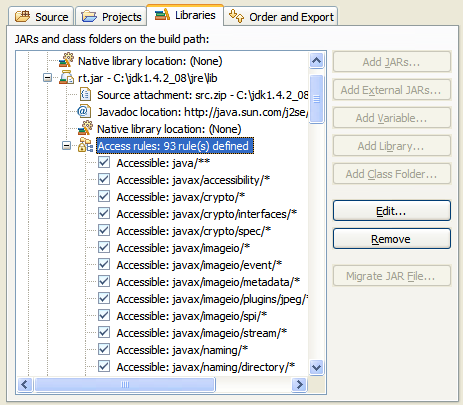 Source
Projects
Libraries
Order and Export
JARs and class folders on the build path:
Native library location: (None)
rt.jar - C:\jdk1.4.2_08\jre\lib
Source attachment: src.zip - C:\jdk1.4.2_08
Javadoc location: http://java.sun.com/j2se/
Native library location: (None)
Access rules: 93 rule(s) defined
Accessible: java/**
Accessible: javax/accessibility/*
Accessible: javax/crypto/*
Accessible: javax/crypto/interfaces/*
Accessible: javax/crypto/spec/*
Accessible: javax/imageio/*
Accessible: javax/imageio/event/*
Accessible: javax/imageio/metadata/*
Accessible: javax/imageio/plugins/jpeg/*
Accessible: javax/imageio/spi/*
Accessible: javax/imageio/stream/*
Accessible: javax/naming/*
Accessible: javax/naming/directory/*
Add JARs...
Add External JARs...
Add Variable...
Add Library...
Add Class Folder...
Edit...
Remove
Migrate JAR File...